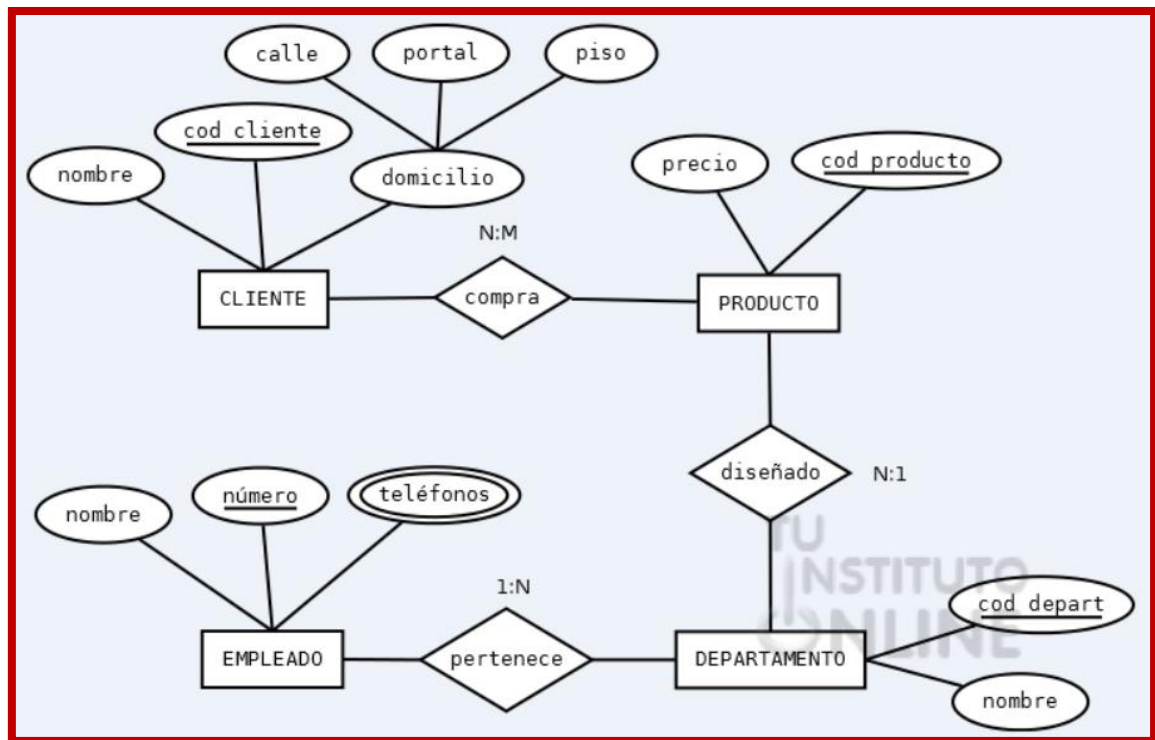 calle
portal
piso
cod cliente
nombre
domicilio
precio
cod producto
N:M
CLIENTE
compra
PRODUCTO
diseñado
N:1
nombre
número
teléfonos
TU
INSTITUTO
ONLINE
1:N
cod depart
EMPLEADO
pertenece
DEPARTAMENTO
nombre